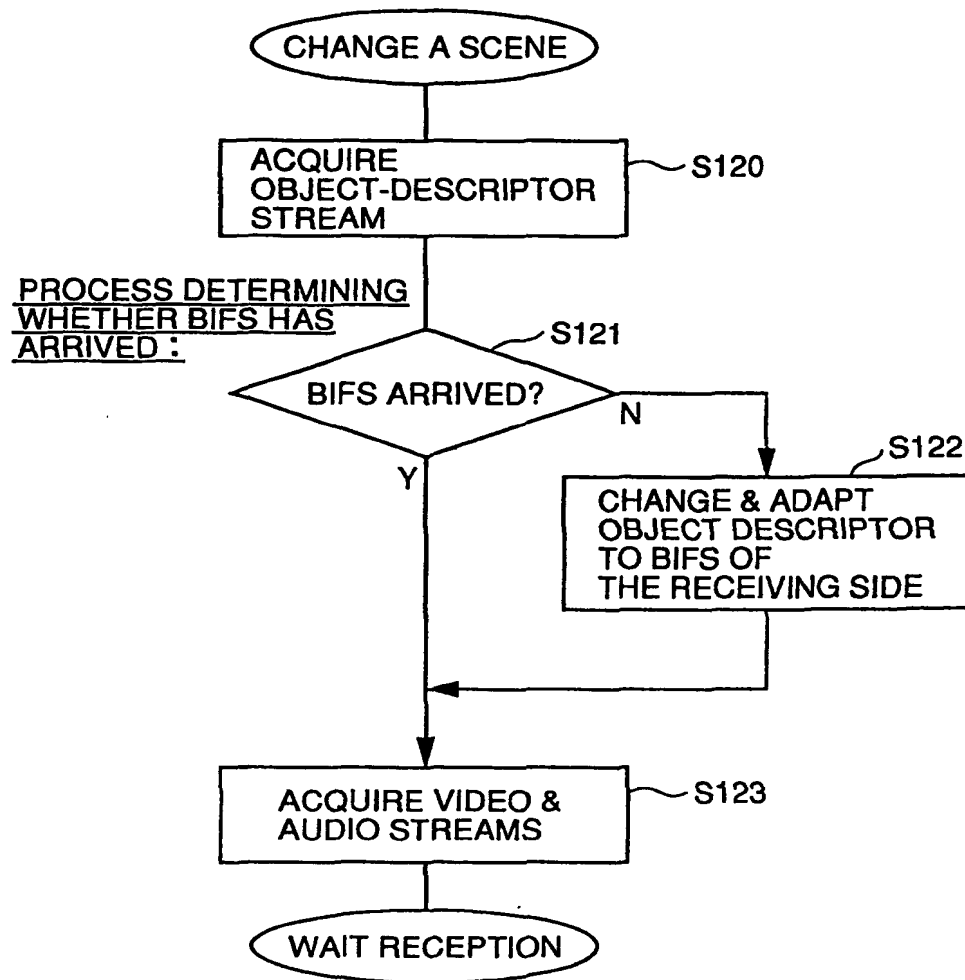 CHANGE A SCENE
ACQUIRE
OBJECT-DESCRIPTOR
STREAM
S120
PROCESS DETERMINING
WHETHER BIFS HAS
ARRIVED :
S121
BIFS ARRIVED?
N
Y
S122
CHANGE & ADAPT
OBJECT DESCRIPTOR
TO BIFS OF
THE RECEIVING SIDE
ACQUIRE VIDEO &
AUDIO STREAMS
S123
WAIT RECEPTION